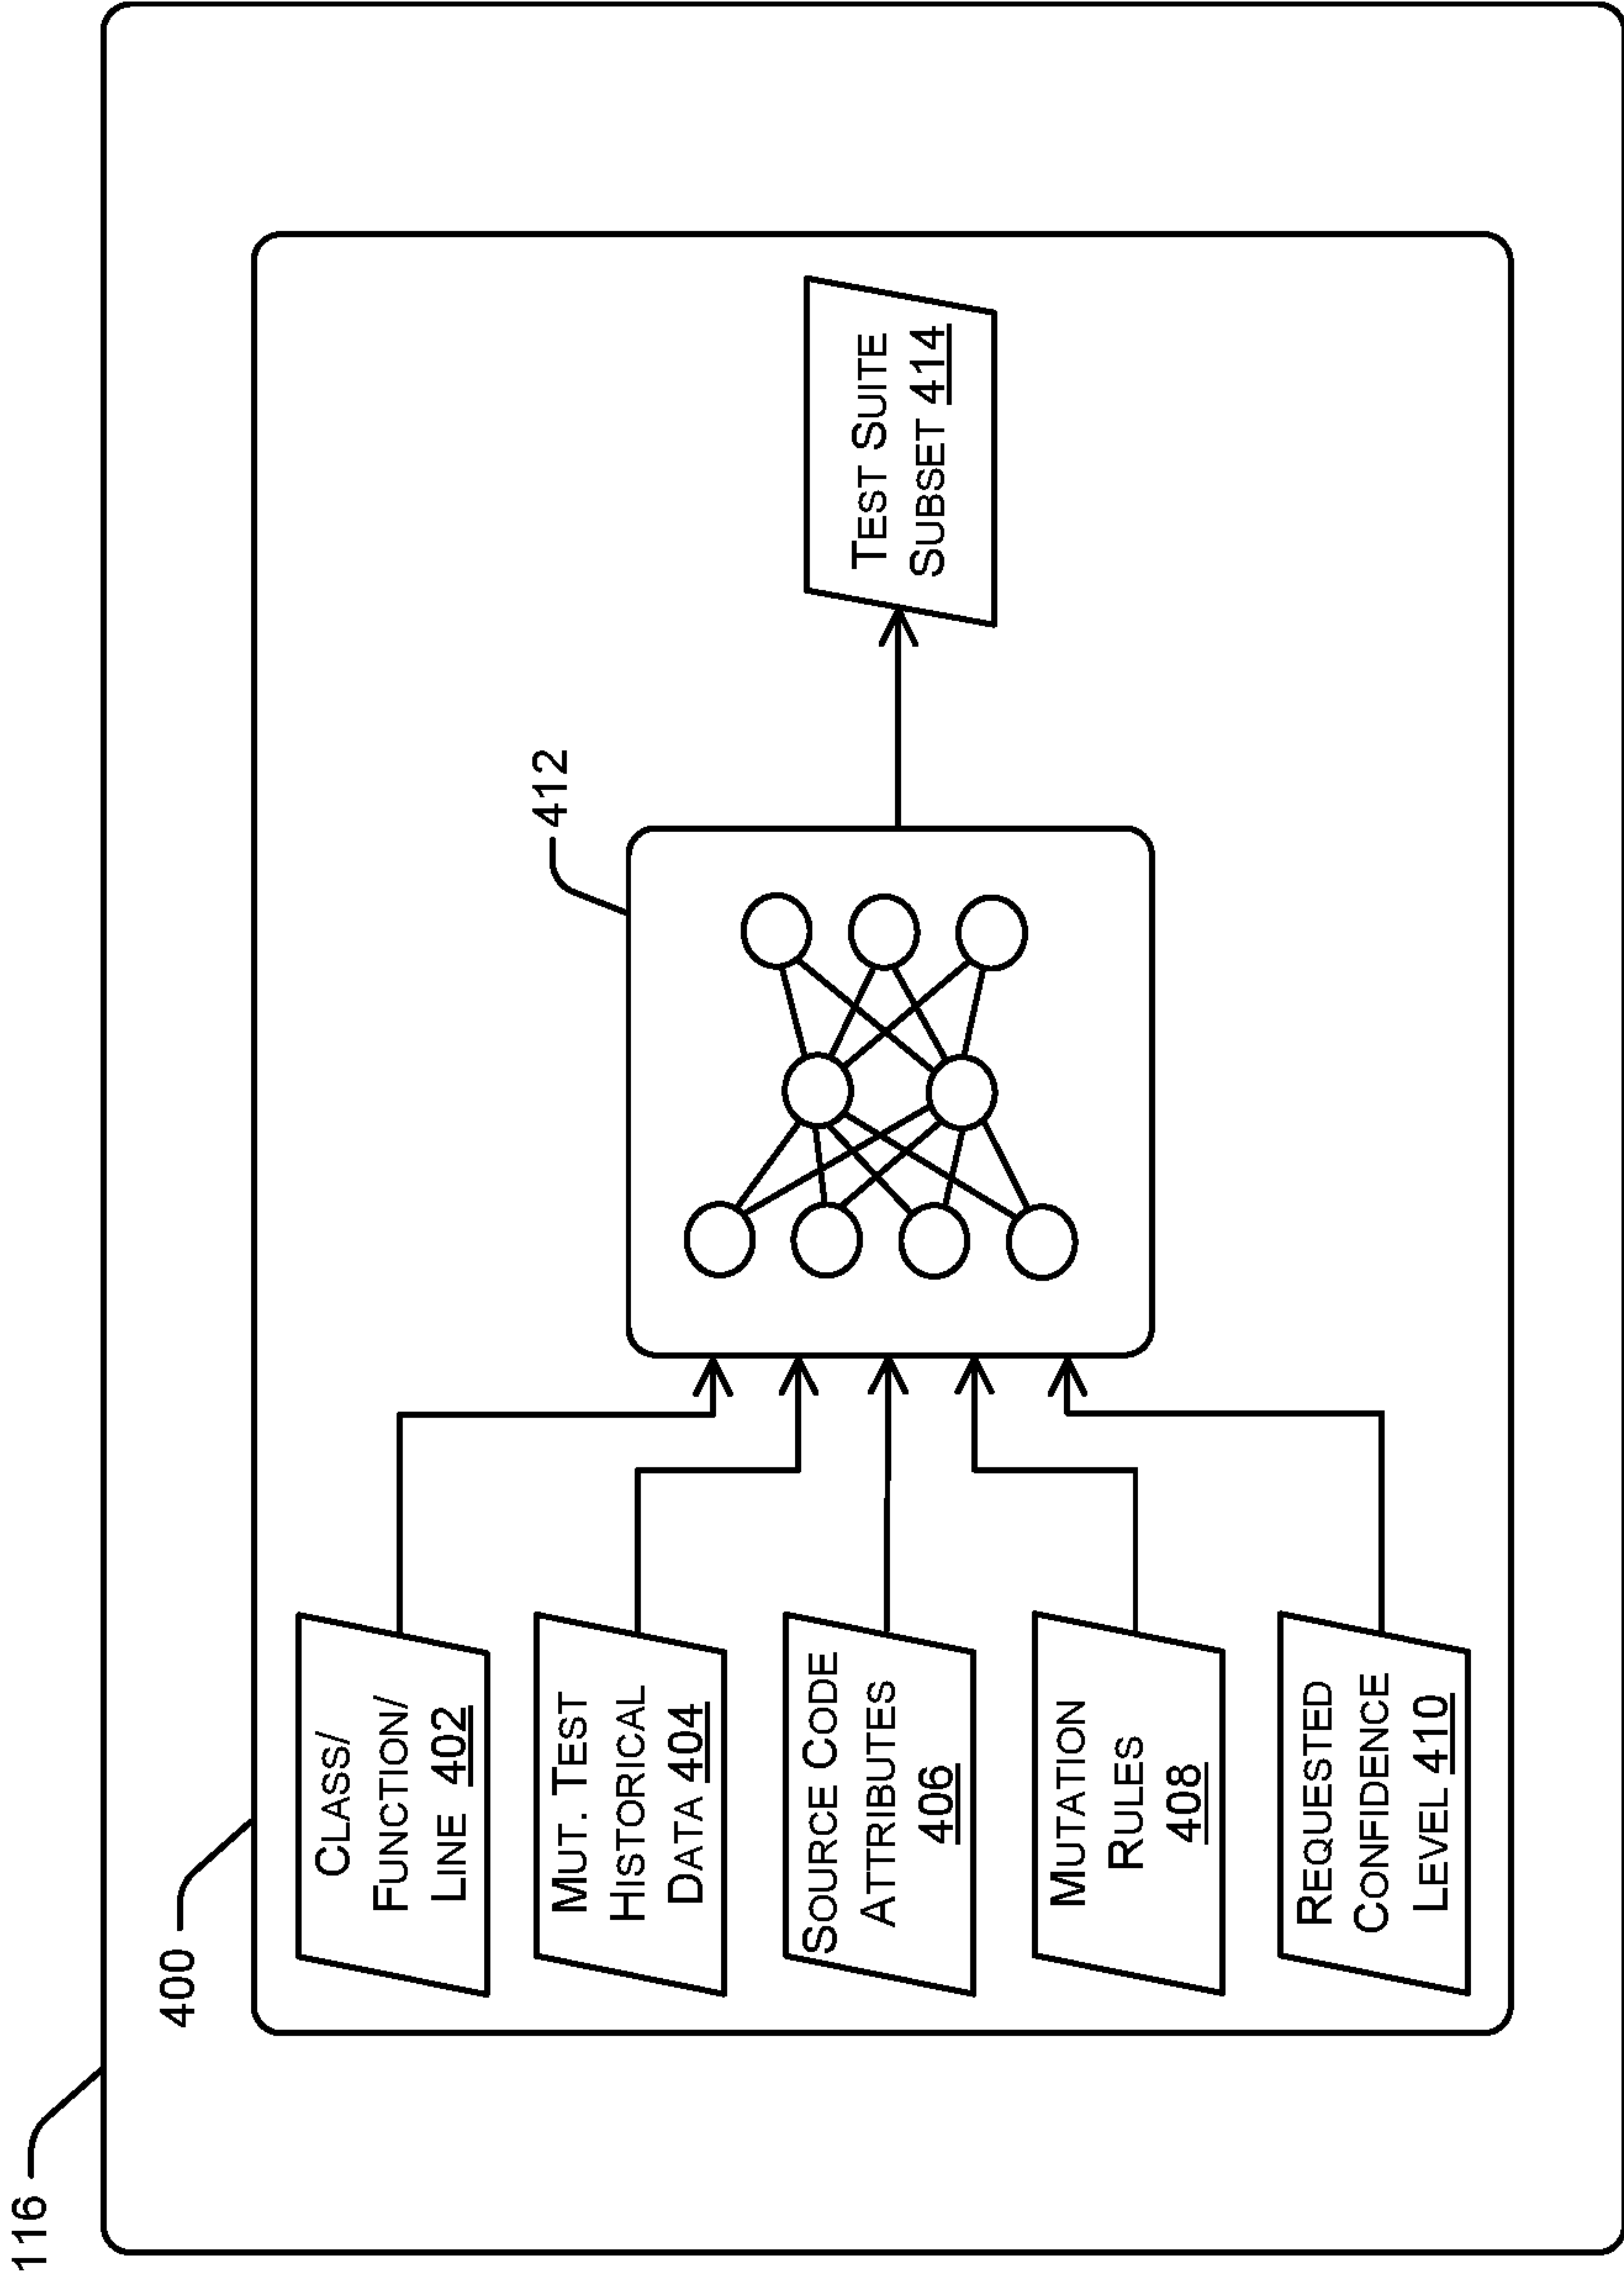 116
400
CLASS/
FUNCTION/
LINE 402
MUT. TEST
HISTORICAL
DATA 404
SOURCE CODE
ATTRIBUTES
406
MUTATION
RULES
408
REQUESTED
CONFIDENCE
LEVEL 410
412
TEST SUITE
SUBSET 414